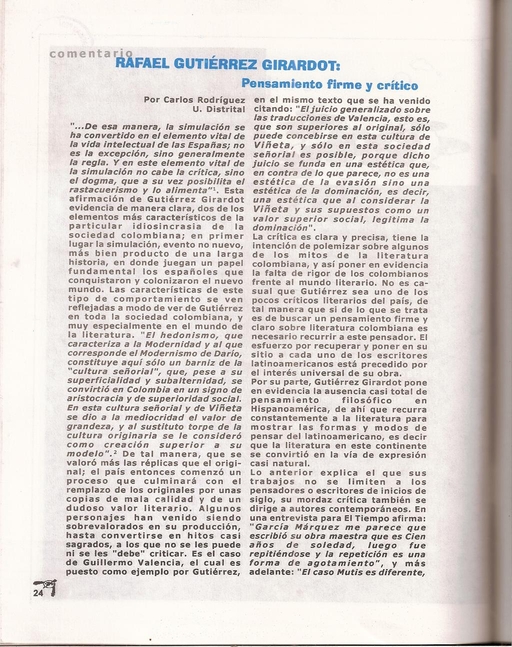 comentario
RAFAEL GUTIÉRREZ GIRARDOT:
Pensamiento firme y crítico
Por Carlos Rodríguez
U. Distrital
"...De esa manera, la simulación se
ha convertido en el elemento vital de
la vida intelectual de las Españas; no
es la excepción, sino generalmente
la regla. Y en este elemento vital de
la simulación no cabe la crítica, sino
el dogma, que a su vez posibilita el
rastacuerismo y lo alimenta"¹. Esta
afirmación de Gutiérrez Girardot
evidencia de manera clara, dos de los
elementos más característicos de la
particular idiosincrasia de la
sociedad colombiana; en primer
lugar la simulación, evento no nuevo,
más bien producto de una larga
historia, en donde juegan un papel
fundamental los españoles que
conquistaron y colonizaron el nuevo
mundo. Las características de este
tipo de comportamiento se ven
reflejadas a modo de ver de Gutiérrez
en toda la sociedad colombiana, y
muy especialmente en el mundo de
la literatura. "El hedonismo, que
caracteriza a la Modernidad y al que
corresponde el Modernismo de Darío,
constituye aquí sólo un barniz de la
"cultura señorial", que, pese a su
superficialidad y subalternidad, se
convirtió en Colombia en un signo de
aristocracia y de superioridad social.
En esta cultura señorial y de Viñeta
se dio a la mediocridad el valor de
grandeza, y al sustituto torpe de la
cultura originaria se le consideró
como creación superior a su
modelo".² De tal manera, que se
valoró más las réplicas que el origi-
nal; el país entonces comenzó un
proceso que culminará con el
remplazo de los originales por unas
copias de mala calidad y de un
dudoso valor literario. Algunos
personajes han venido siendo
sobrevalorados en su producción,
hasta convertirse en hitos casi
sagrados, a los que no se les puede
ni se les "debe" criticar. Es el caso
de Guillermo Valencia, el cual es
puesto como ejemplo por Gutiérrez,
en el mismo texto que se ha venido
citando: "El juicio generalizado sobre
las traducciones de Valencia, esto es,
que son superiores al original, sólo
puede concebirse en esta cultura de
Viñeta, y sólo en esta sociedad
señorial es posible, porque dicho
juicio se funda en una estética que,
en contra de lo que parece, no es una
estética de la evasión sino una
estética de la dominación, es decir,
una estética que al considerar la
Viñeta y sus supuestos como un
valor superior social, legitima la
dominación".
La crítica es clara y precisa, tiene la
intención de polemizar sobre algunos
de los mitos de la literatura
colombiana, y así poner en evidencia
la falta de rigor de los colombianos
frente al mundo literario. No es ca-
sual que Gutiérrez sea uno de los
pocos críticos literarios del país, de
tal manera que si de lo que se trata
es de buscar un pensamiento firme y
claro sobre literatura colombiana es
necesario recurrir a este pensador. El
esfuerzo por recuperar y poner en su
sitio a cada uno de los escritores
latinoamericanos está precedido por
el interés universal de su obra.
Por su parte, Gutiérrez Girardot pone
en evidencia la ausencia casi total de
pensamiento filosófico en
Hispanoamérica, de ahí que recurra
constantemente a la literatura para
mostrar las formas y modos de
pensar del latinoamericano, es decir
que la literatura en este continente
se convirtió en la vía de expresión
casi natural.
Lo anterior explica el que sus
trabajos no se limiten a los
pensadores o escritores de inicios de
siglo, su mordaz crítica también se
dirige a autores contemporáneos. En
una entrevista para El Tiempo afirma:
"García Márquez me parece que
escribió su obra maestra que es Cien
años de soledad, luego fue
repitiéndose y la repetición es una
forma de agotamiento", y más
adelante: "El caso Mutis es diferente,
24